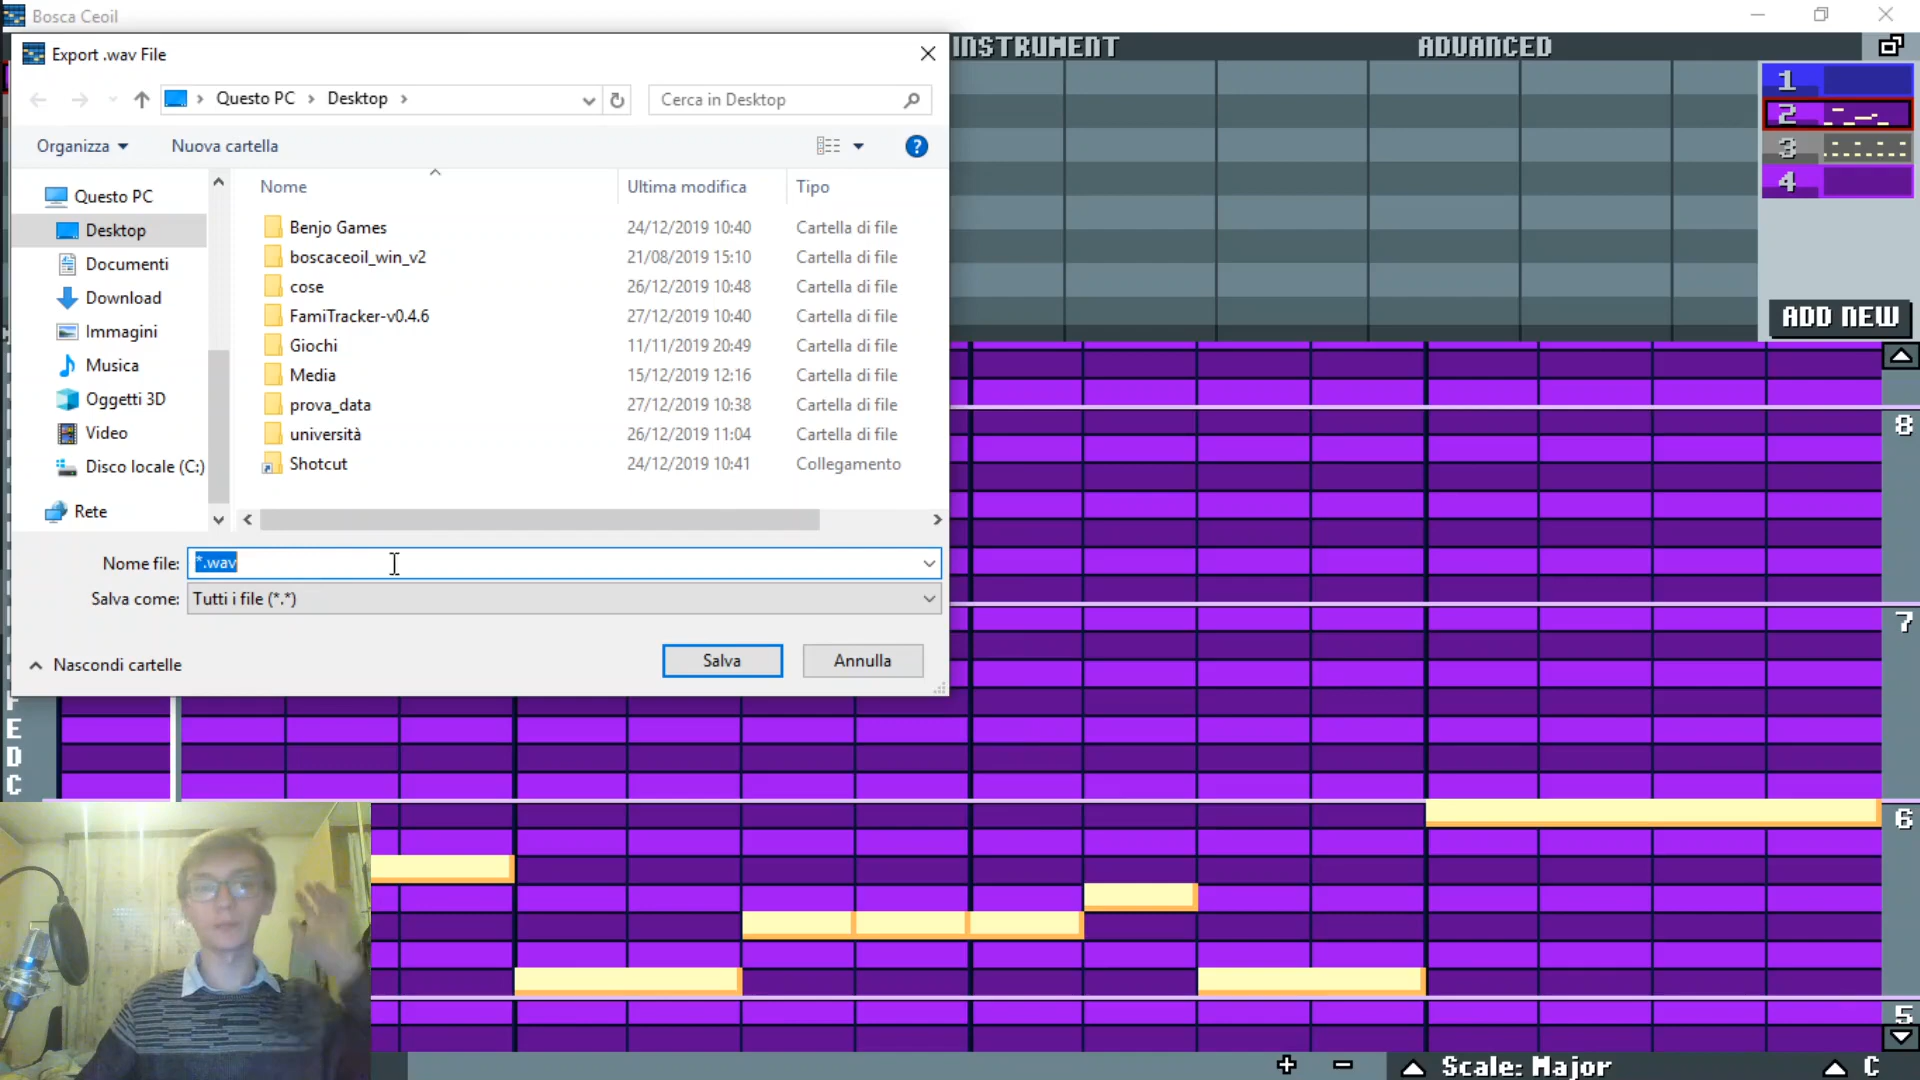 Bosca Ceoil
Export .wav File
INSTRUMENT
ADVANCED
Questo PC > Desktop >
Cerca in Desktop
Organizza
Nuova cartella
?
Questo PC
Desktop
Documenti
Download
Immagini
Musica
Oggetti 3D
Video
Disco locale (C:)
Rete
Nome
Ultima modifica
Tipo
Benjo Games 24/12/2019 10:40 Cartella di file
boscaceoil_win_v2 21/08/2019 15:10 Cartella di file
cose 26/12/2019 10:48 Cartella di file
FamiTracker-v0.4.6 27/12/2019 10:40 Cartella di file
Giochi 11/11/2019 20:49 Cartella di file
Media 15/12/2019 12:16 Cartella di file
prova_data 27/12/2019 10:38 Cartella di file
università 26/12/2019 11:04 Cartella di file
Shotcut 24/12/2019 10:41 Collegamento
Nome file: *.wav
Salva come: Tutti i file (*.*)
Nascondi cartelle
Salva
Annulla
1
2
3
4
ADD NEW
8
7
6
5
F
E
D
C
+ -
Scale: Major
C